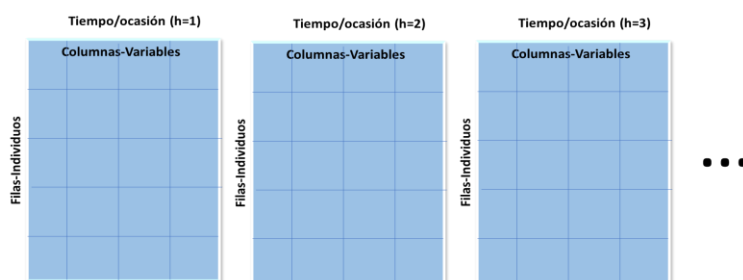 Tiempo/ocasión (h=1)
Columnas-Variables
Filas-Individuos
Tiempo/ocasión (h=2)
Columnas-Variables
Filas-Individuos
Tiempo/ocasión (h=3)
Columnas-Variables
Filas-Individuos
...